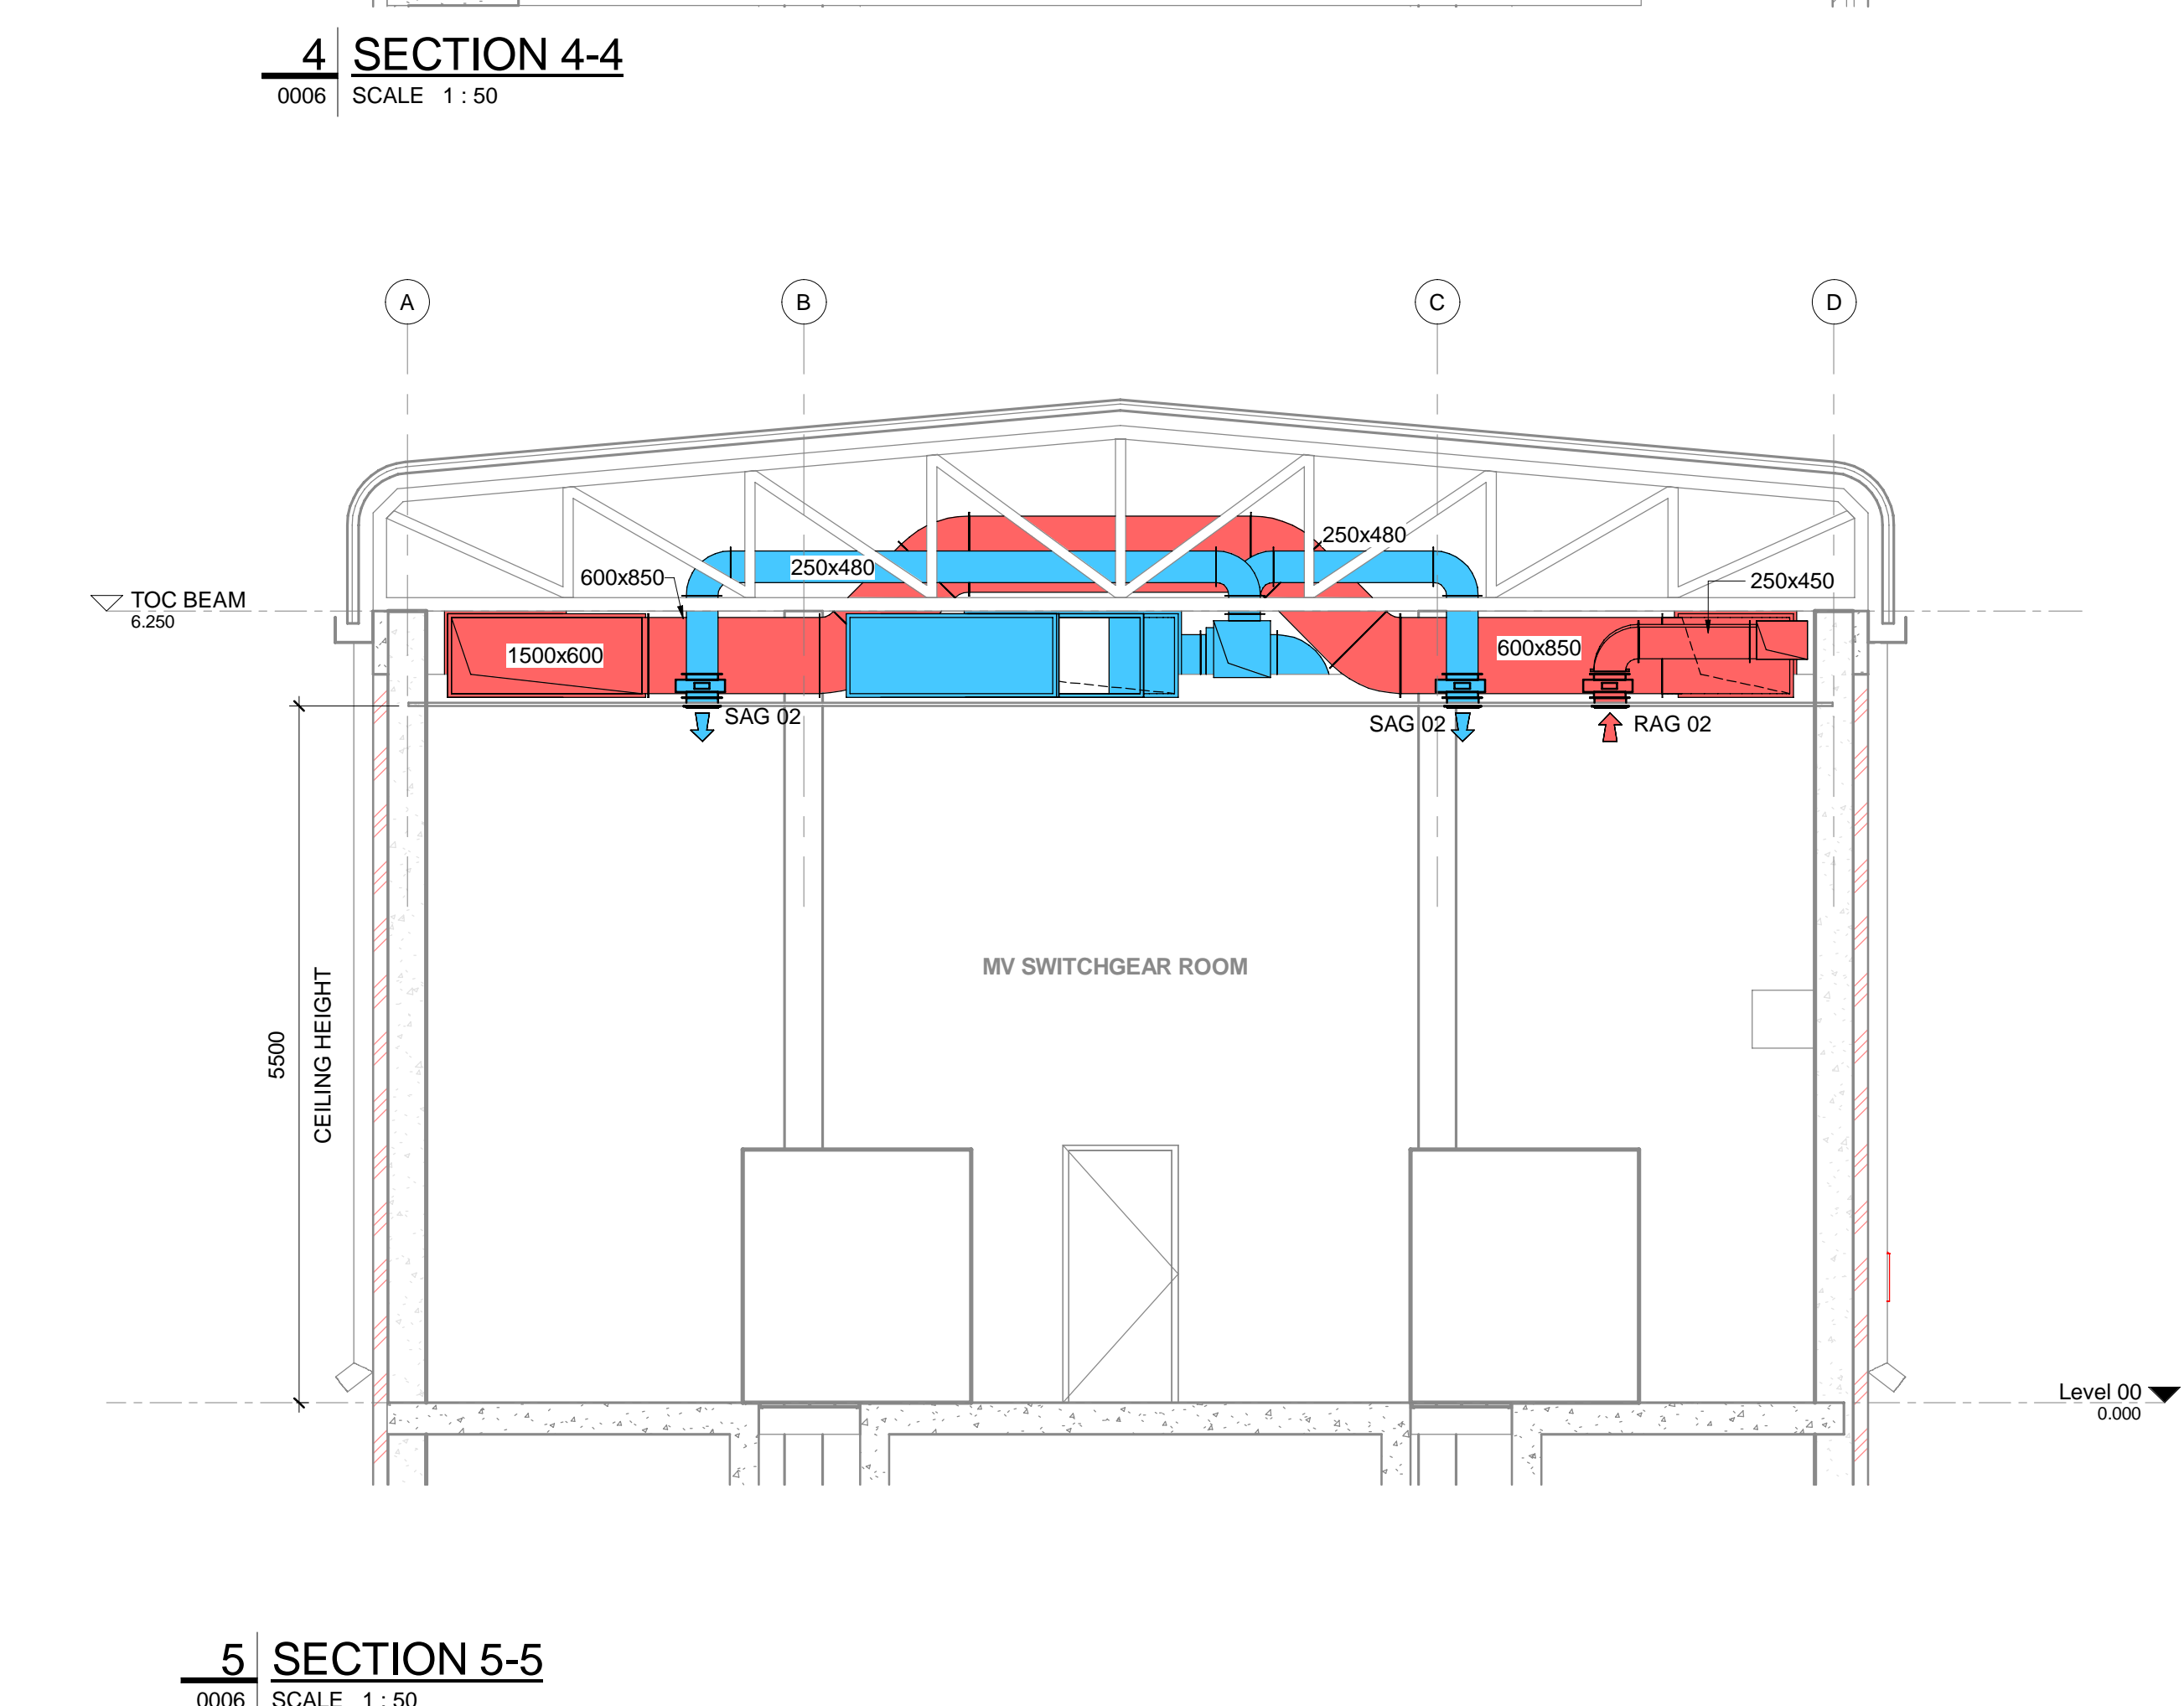 4 SECTION 4-4
0006 SCALE 1 : 50
A B C D
250x480
600x850
250x480
250x450
TOC BEAM
6.250
1500x600
600x850
SAG 02
SAG 02
RAG 02
MV SWITCHGEAR ROOM
5500
CEILING HEIGHT
Level 00
0.000
5 SECTION 5-5
0006 SCALE 1 : 50